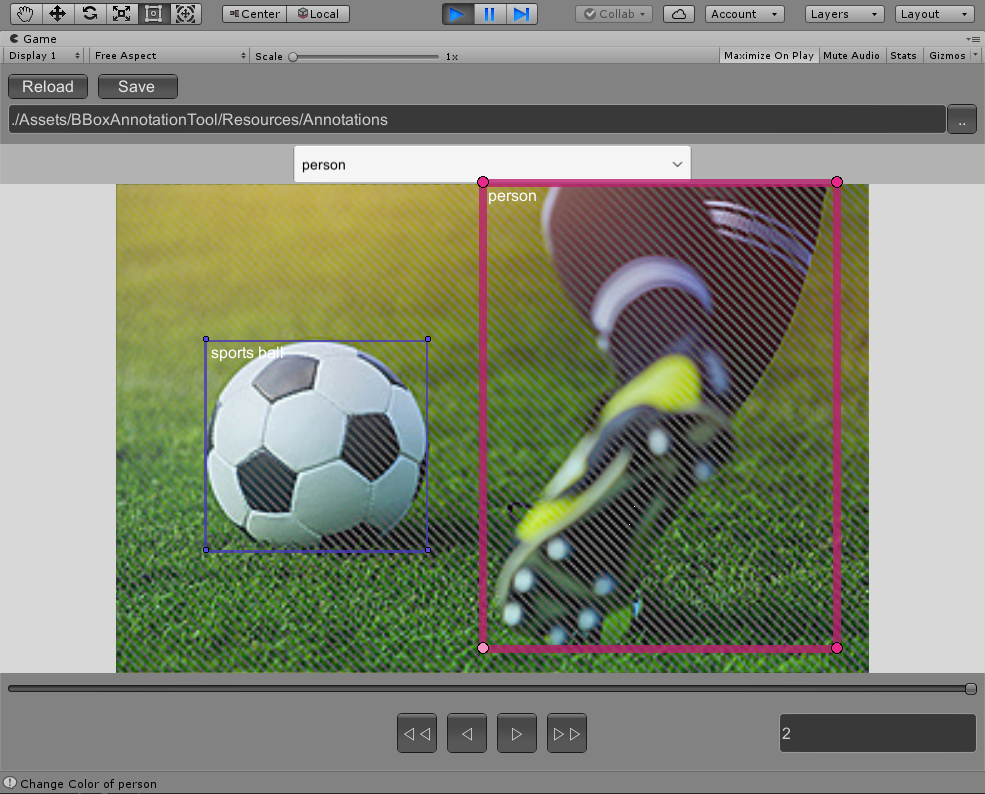 Center Local Collab Account Layers Layout
Game
Display 1 Free Aspect Scale 1x Maximize On Play Mute Audio Stats Gizmos
Reload Save
./Assets/BBoxAnnotationTool/Resources/Annotations ..
person
person
sports ball
2
Change Color of person